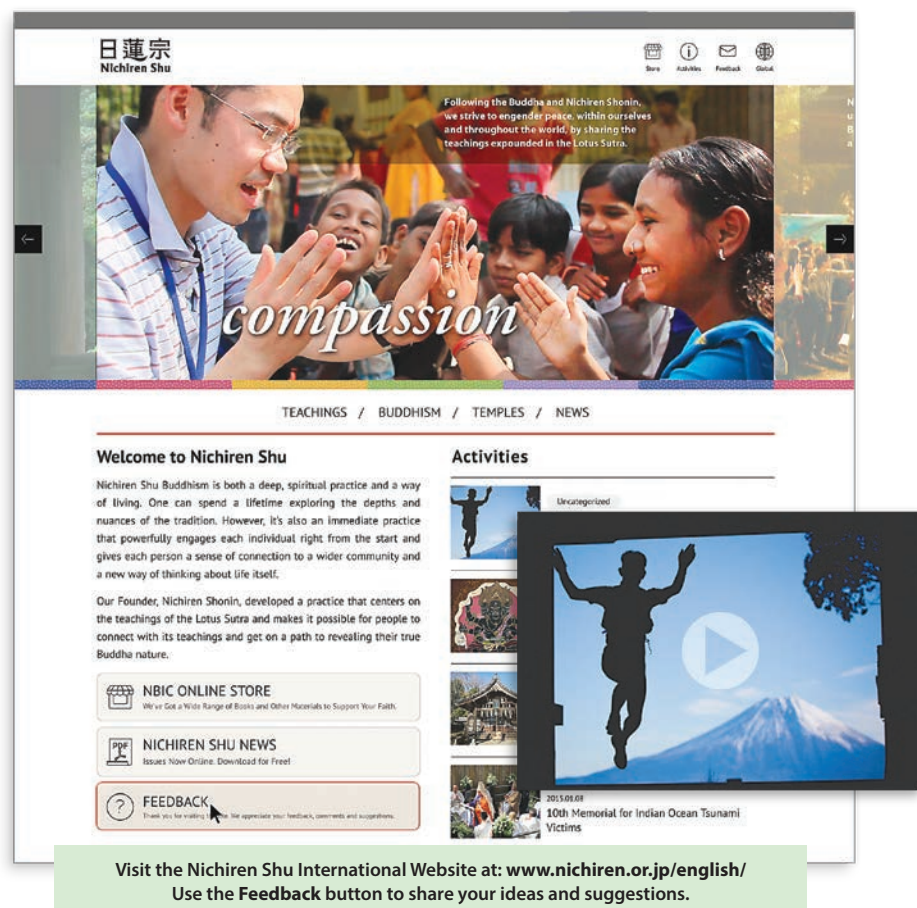 日蓮宗
Nichiren Shu
Store
Activities
Feedback
Global
Following the Buddha and Nichiren Shonin,
we strive to engender peace, within ourselves
and throughout the world, by sharing the
teachings expounded in the Lotus Sutra.
N
u
B
a
compassion
TEACHINGS / BUDDHISM / TEMPLES / NEWS
Welcome to Nichiren Shu
Nichiren Shu Buddhism is both a deep, spiritual practice and a way
of living. One can spend a lifetime exploring the depths and
nuances of the tradition. However, it's also an immediate practice
that powerfully engages each individual right from the start and
gives each person a sense of connection to a wider community and
a new way of thinking about life itself.
Our Founder, Nichiren Shonin, developed a practice that centers on
the teachings of the Lotus Sutra and makes it possible for people to
connect with its teachings and get on a path to revealing their true
Buddha nature.
NBIC ONLINE STORE
We've Got a Wide Range of Books and Other Materials to Support Your Faith.
PDF
NICHIREN SHU NEWS
Issues Now Online. Download for Free!
?
FEEDBACK
Thank you for visiting We appreciate your feedback, comments and suggestions.
Activities
Uncategorized
2015.01.03
10th Memorial for Indian Ocean Tsunami
Victims
Visit the Nichiren Shu International Website at: www.nichiren.or.jp/english/
Use the Feedback button to share your ideas and suggestions.